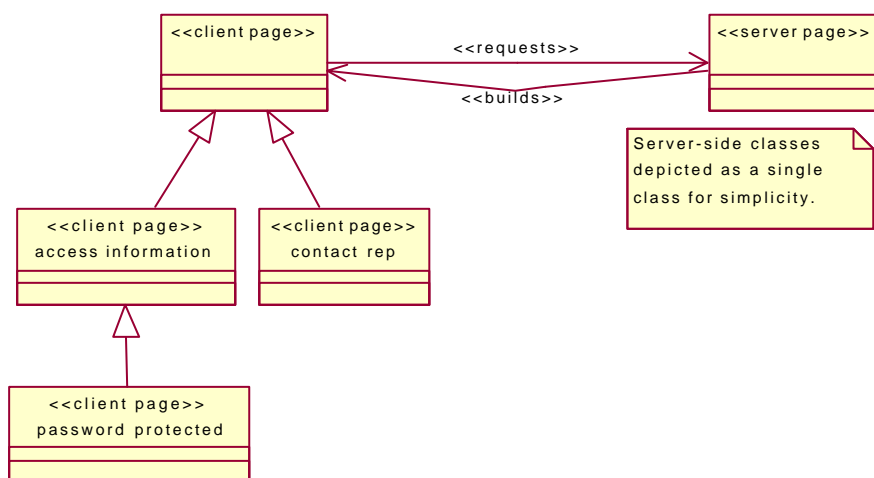 <<client page>>
<<server page>>
<<requests>>
<<builds>>
Server-side classes
depicted as a single
class for simplicity.
<<client page>>
access information
<<client page>>
contact rep
<<client page>>
password protected